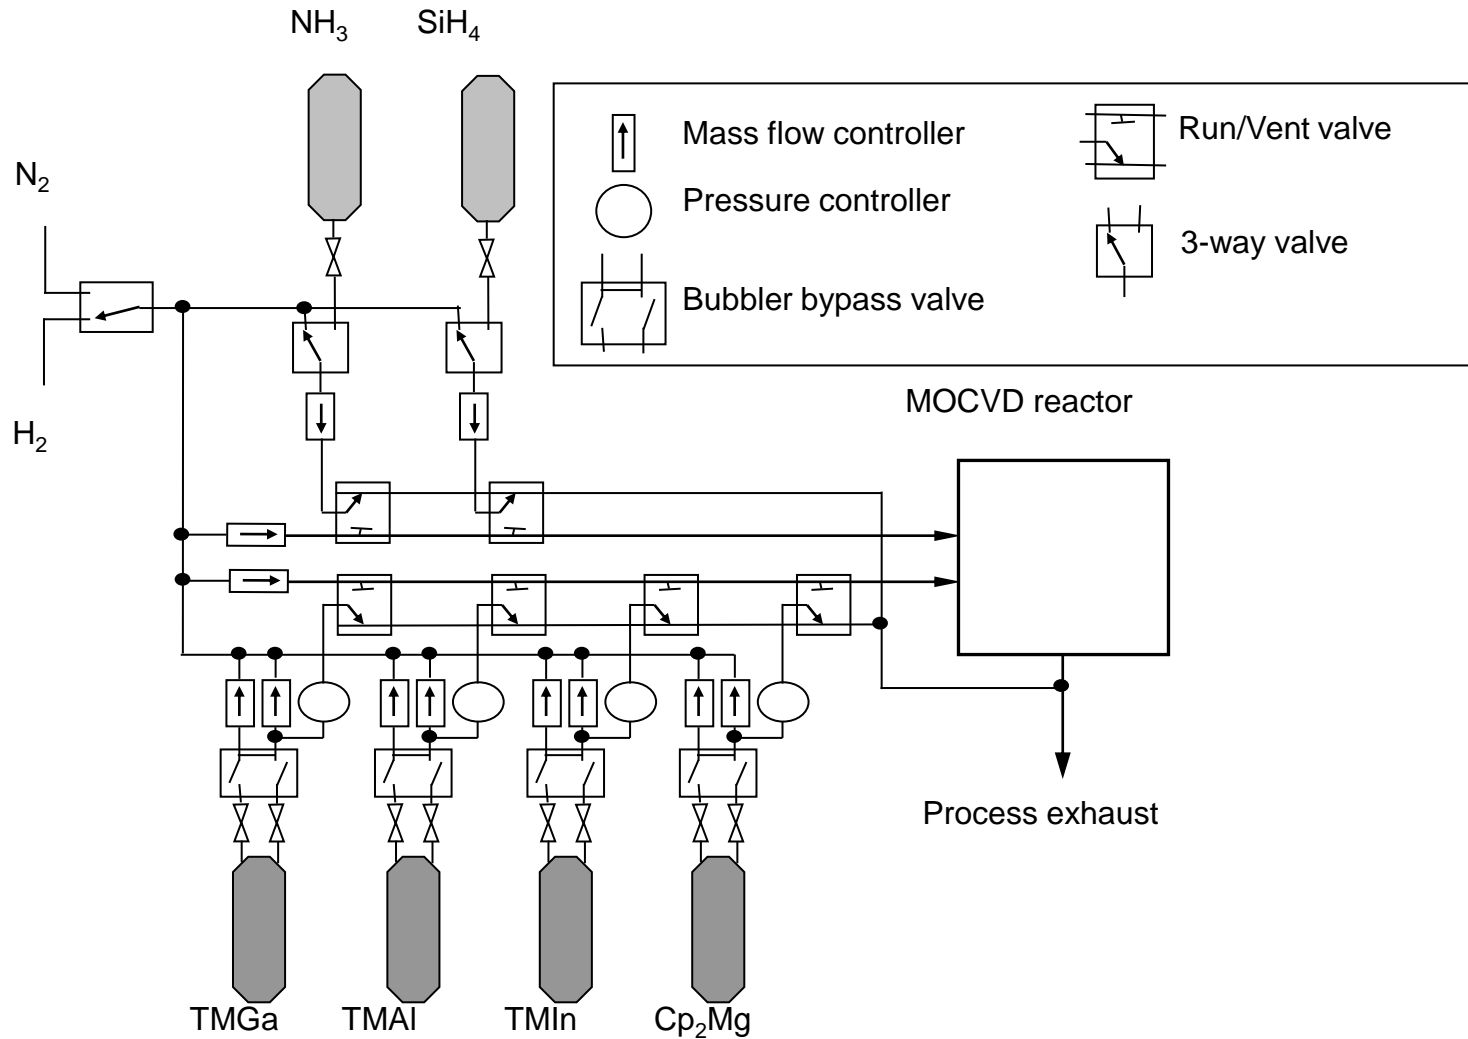 NH₃
SiH₄
Mass flow controller
Run/Vent valve
N₂
Pressure controller
3-way valve
Bubbler bypass valve
MOCVD reactor
H₂
Process exhaust
TMGa
TMAl
TMIn
Cp₂Mg